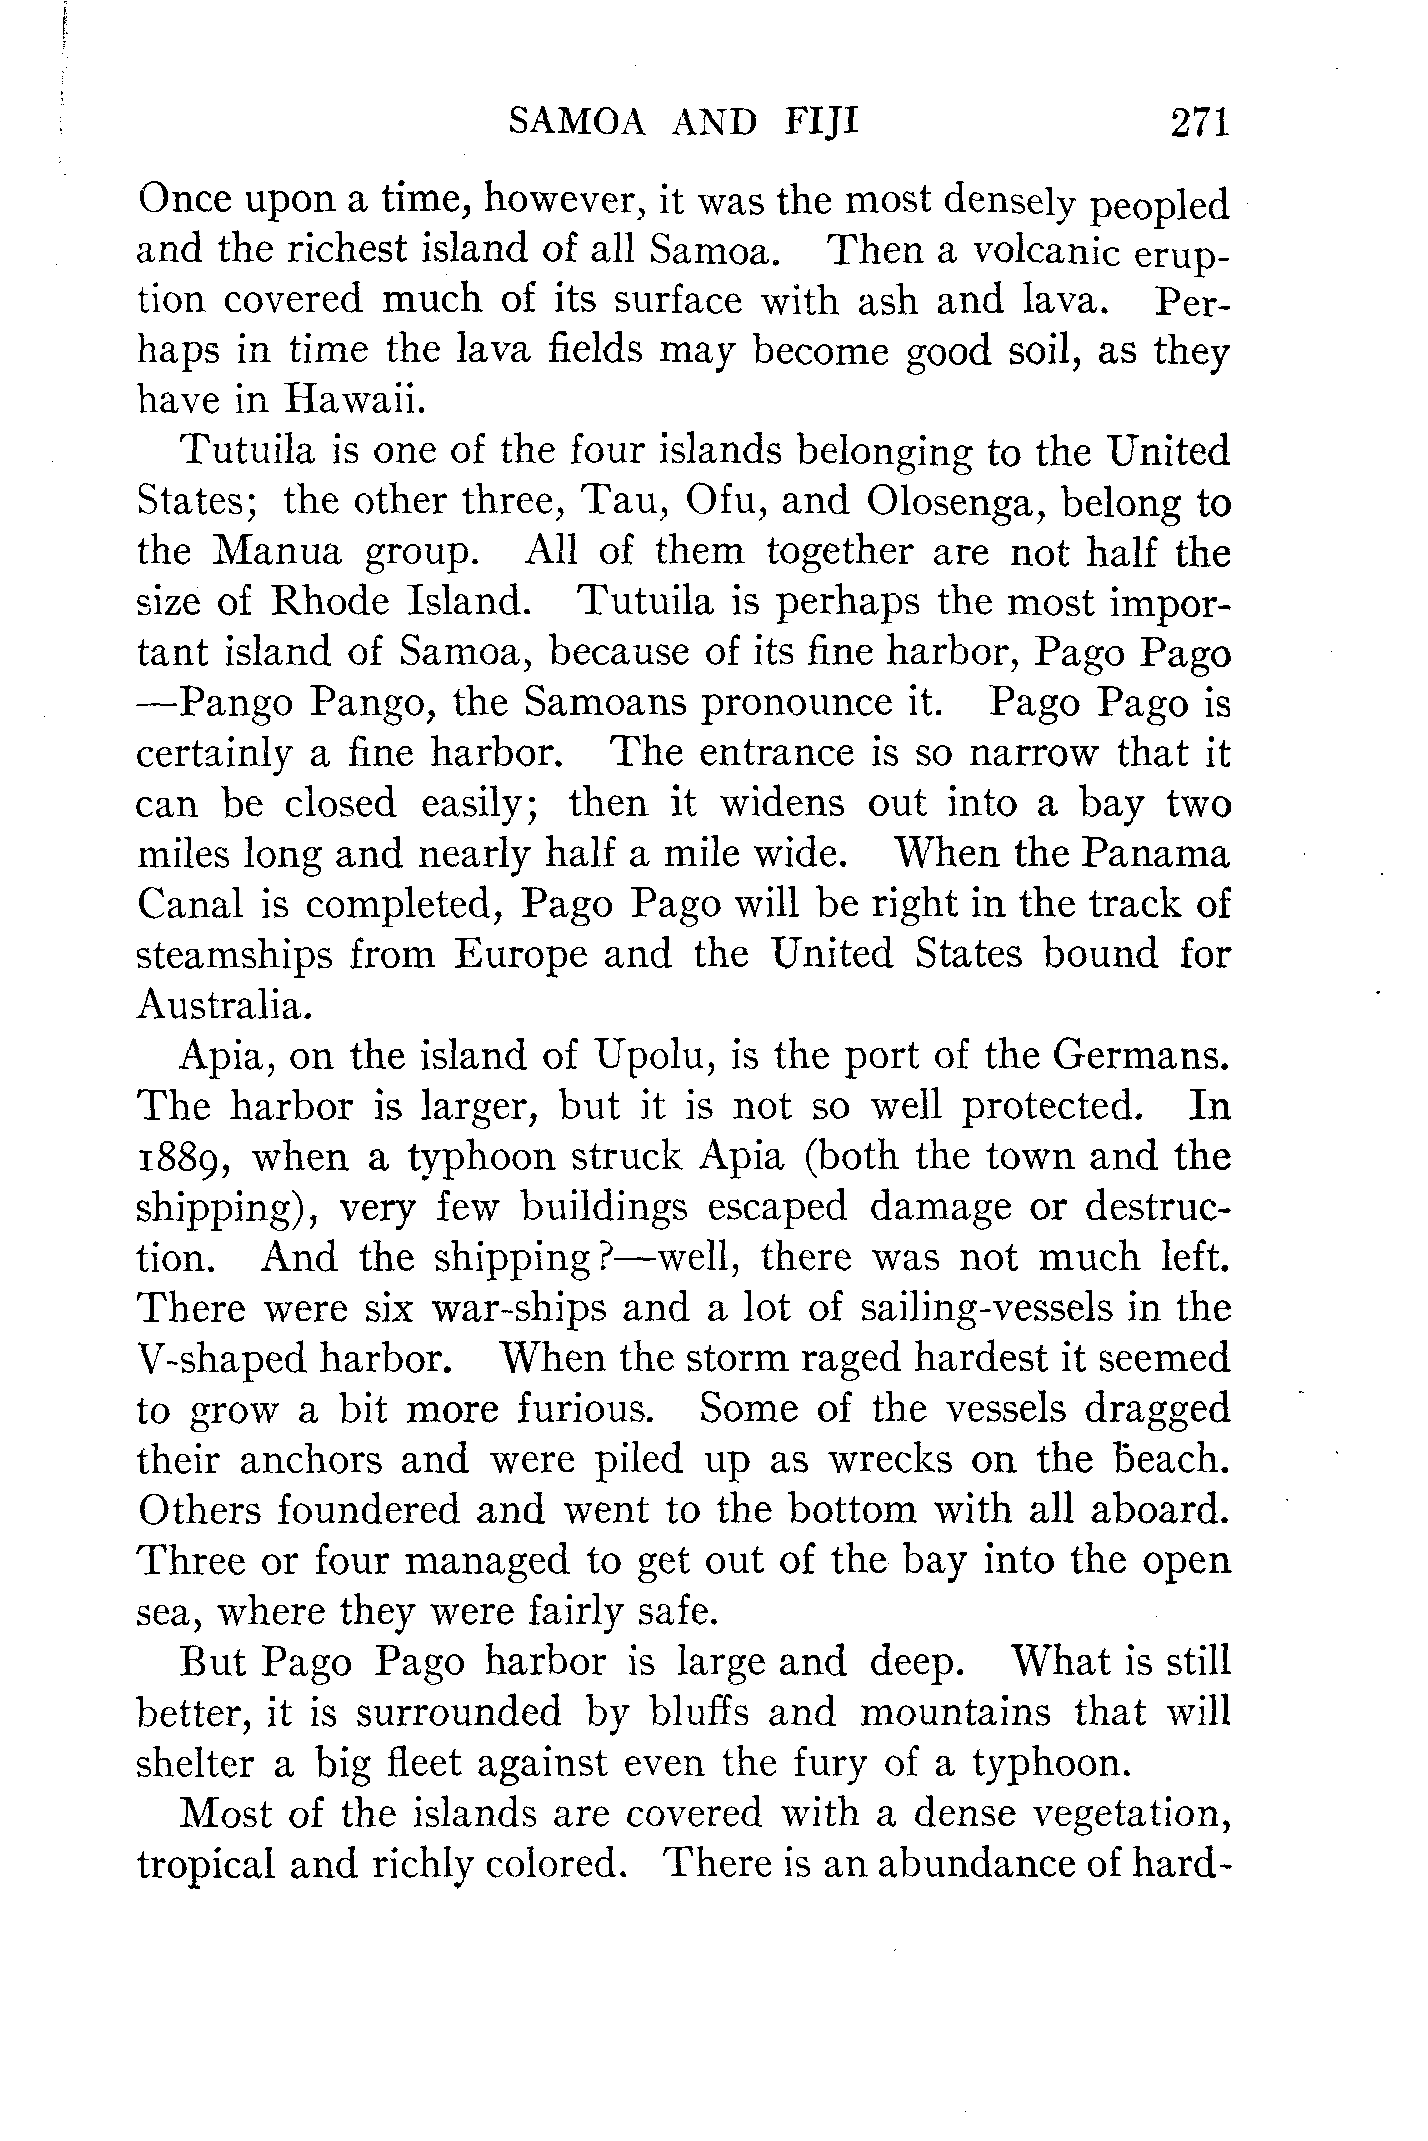 SAMOA AND FIJI 271
Once upon a time, however, it was the most densely peopled
and the richest island of all Samoa. Then a volcanic erup-
tion covered much of its surface with ash and lava. Per-
haps in time the lava fields may become good soil, as they
have in Hawaii.
Tutuila is one of the four islands belonging to the United
States; the other three, Tau, Ofu, and Olosenga, belong to
the Manua group. All of them together are not half the
size of Rhode Island. Tutuila is perhaps the most impor-
tant island of Samoa, because of its fine harbor, Pago Pago
—Pango Pango, the Samoans pronounce it. Pago Pago is
certainly a fine harbor. The entrance is so narrow that it
can be closed easily; then it widens out into a bay two
miles long and nearly half a mile wide. When the Panama
Canal is completed, Pago Pago will be right in the track of
steamships from Europe and the United States bound for
Australia.
Apia, on the island of Upolu, is the port of the Germans.
The harbor is larger, but it is not so well protected. In
1889, when a typhoon struck Apia (both the town and the
shipping), very few buildings escaped damage or destruc-
tion. And the shipping?—well, there was not much left.
There were six war-ships and a lot of sailing-vessels in the
V-shaped harbor. When the storm raged hardest it seemed
to grow a bit more furious. Some of the vessels dragged
their anchors and were piled up as wrecks on the beach.
Others foundered and went to the bottom with all aboard.
Three or four managed to get out of the bay into the open
sea, where they were fairly safe.
But Pago Pago harbor is large and deep. What is still
better, it is surrounded by bluffs and mountains that will
shelter a big fleet against even the fury of a typhoon.
Most of the islands are covered with a dense vegetation,
tropical and richly colored. There is an abundance of hard-